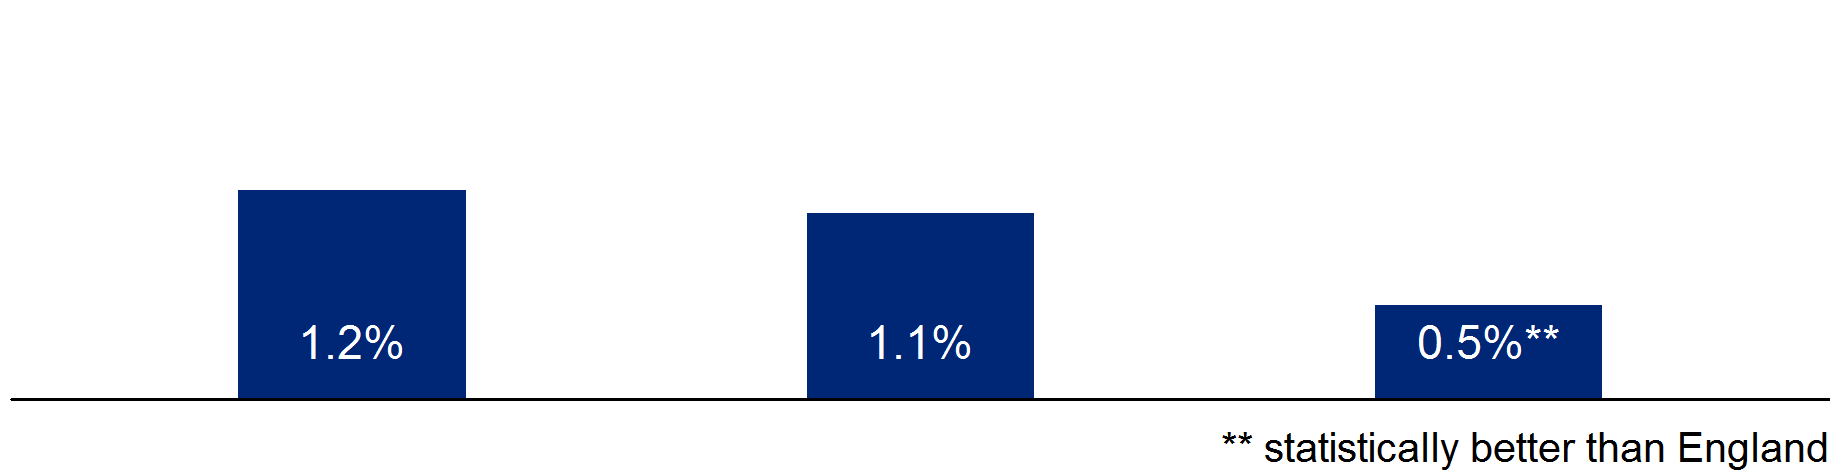 1.2%
1.1%
0.5%**
** statistically better than England